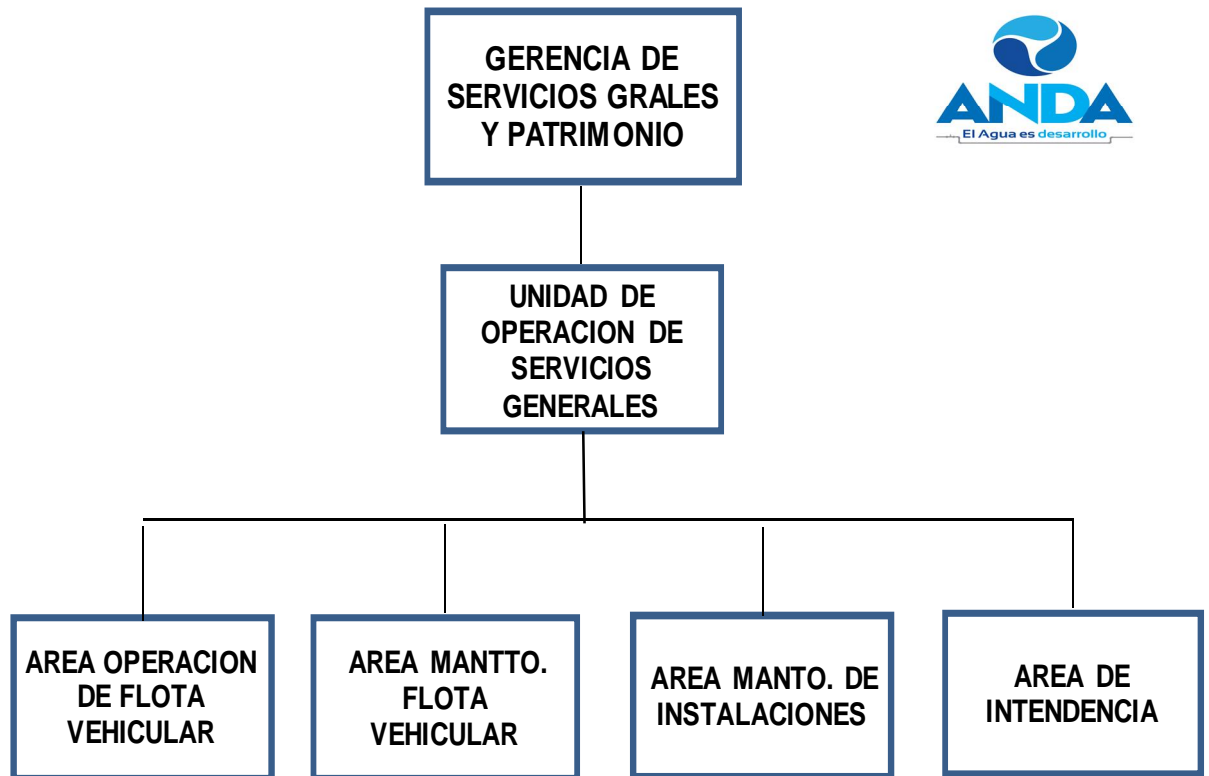 GERENCIA DE
SERVICIOS GRALES
Y PATRIMONIO
ANDA
El Agua es desarrollo
UNIDAD DE
OPERACION DE
SERVICIOS
GENERALES
AREA OPERACION
DE FLOTA
VEHICULAR
AREA MANTTO.
FLOTA
VEHICULAR
AREA MANTO. DE
INSTALACIONES
AREA DE
INTENDENCIA